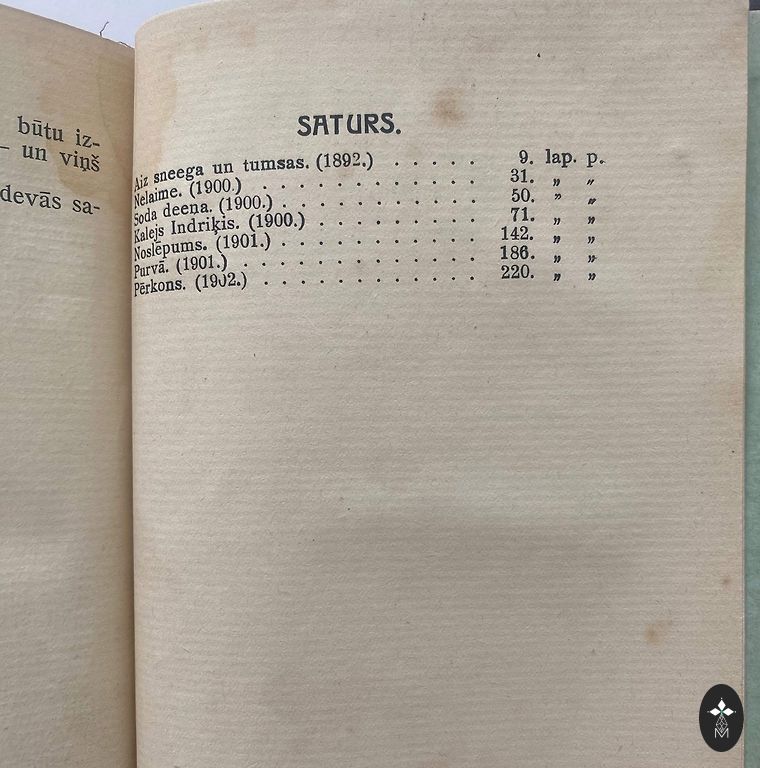 būtu iz-
– un viņš
devās sa-
SATURS.
Aiz sneega un tumsas. (1892.) . . . . . 9. lap. p.
Nelaime. (1900.) . . . . . . . . . . 31. „ „
Soda deena. (1900.) . . . . . . . . . 50. „ „
Kalejs Indriķis. (1900.) . . . . . . . . 71. „ „
Noslēpums. (1901.) . . . . . . . . . 142. „ „
Purvā. (1901.) . . . . . . . . . . . 186. „ „
Pērkons. (1902.) . . . . . . . . . . 220. „ „
M